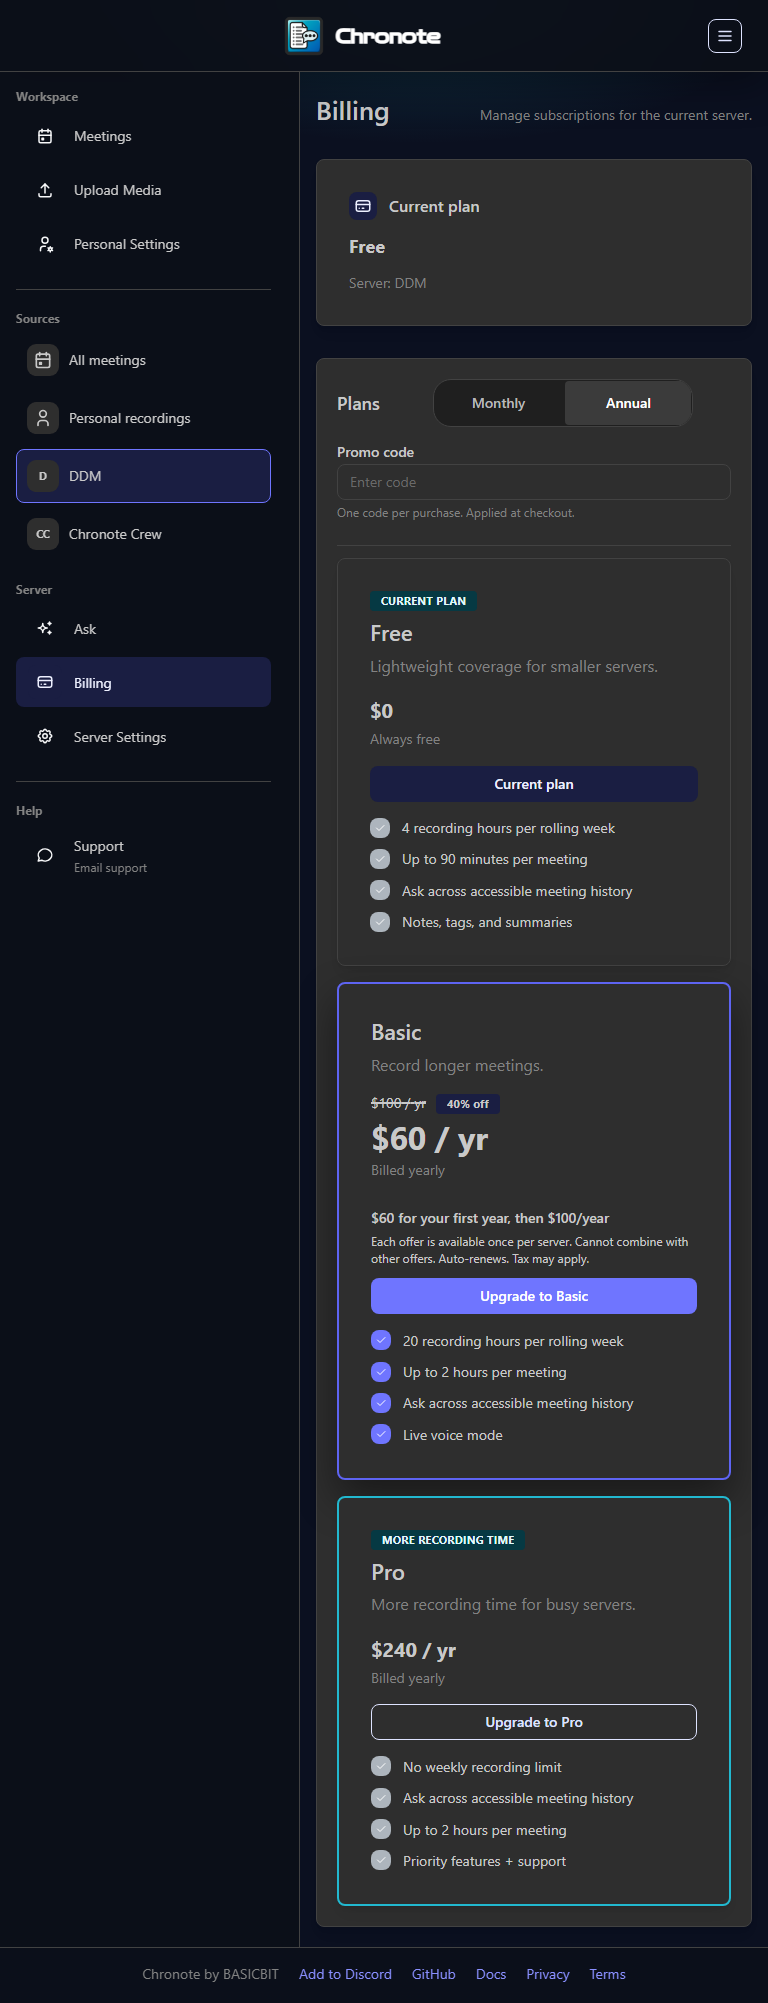 Chronote
Workspace
Meetings
Upload Media
Personal Settings
Sources
All meetings
Personal recordings
D DDM
CC Chronote Crew
Server
Ask
Billing
Server Settings
Help
Support
Email support
Billing
Manage subscriptions for the current server.
Current plan
Free
Server: DDM
Plans
Monthly
Annual
Promo code
Enter code
One code per purchase. Applied at checkout.
CURRENT PLAN
Free
Lightweight coverage for smaller servers.
$0
Always free
Current plan
4 recording hours per rolling week
Up to 90 minutes per meeting
Ask across accessible meeting history
Notes, tags, and summaries
Basic
Record longer meetings.
$100 / yr 40% off
$60 / yr
Billed yearly
$60 for your first year, then $100/year
Each offer is available once per server. Cannot combine with
other offers. Auto-renews. Tax may apply.
Upgrade to Basic
20 recording hours per rolling week
Up to 2 hours per meeting
Ask across accessible meeting history
Live voice mode
MORE RECORDING TIME
Pro
More recording time for busy servers.
$240 / yr
Billed yearly
Upgrade to Pro
No weekly recording limit
Ask across accessible meeting history
Up to 2 hours per meeting
Priority features + support
Chronote by BASICBIT Add to Discord GitHub Docs Privacy Terms